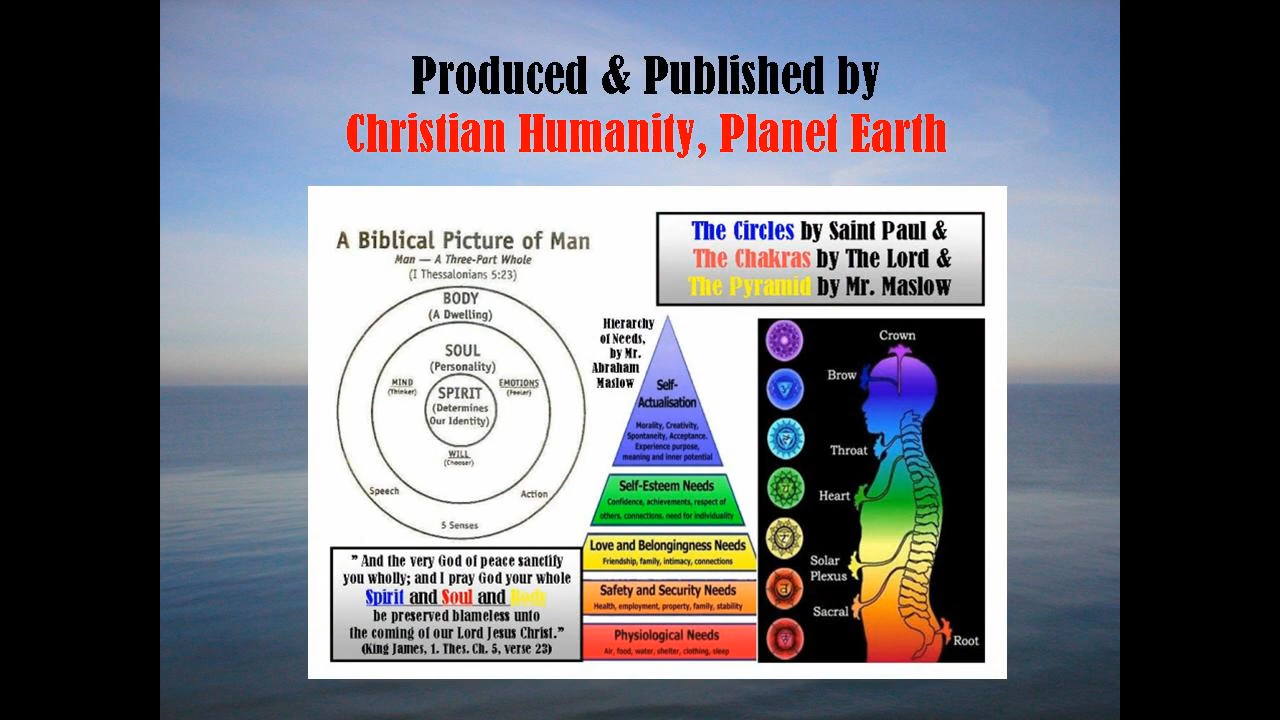 Produced & Published by
Christian Humanity, Planet Earth
A Biblical Picture of Man
Man — A Three-Part Whole
(I Thessalonians 5:23)
BODY
(A Dwelling)
SOUL
(Personality)
MIND
(Thinker)
EMOTIONS
(Feeler)
SPIRIT
(Determines
Our Identity)
WILL
(Chooser)
Speech
Action
5 Senses
" And the very God of peace sanctify
you wholly; and I pray God your whole
Spirit and Soul and Body
be preserved blameless unto
the coming of our Lord Jesus Christ."
(King James, 1. Thes. Ch. 5, verse 23)
The Circles by Saint Paul &
The Chakras by The Lord &
The Pyramid by Mr. Maslow
Hierarchy
of Needs,
by Mr.
Abraham
Maslow
Self-
Actualisation
Morality, Creativity,
Spontaneity, Acceptance.
Experience purpose,
meaning and inner potential
Self-Esteem Needs
Confidence, achievements, respect of
others, connections, need for individuality
Love and Belongingness Needs
Friendship, family, intimacy, connections
Safety and Security Needs
Health, employment, property, family, stability
Physiological Needs
Air, food, water, shelter, clothing, sleep
Crown
Brow
Throat
Heart
Solar
Plexus
Sacral
Root